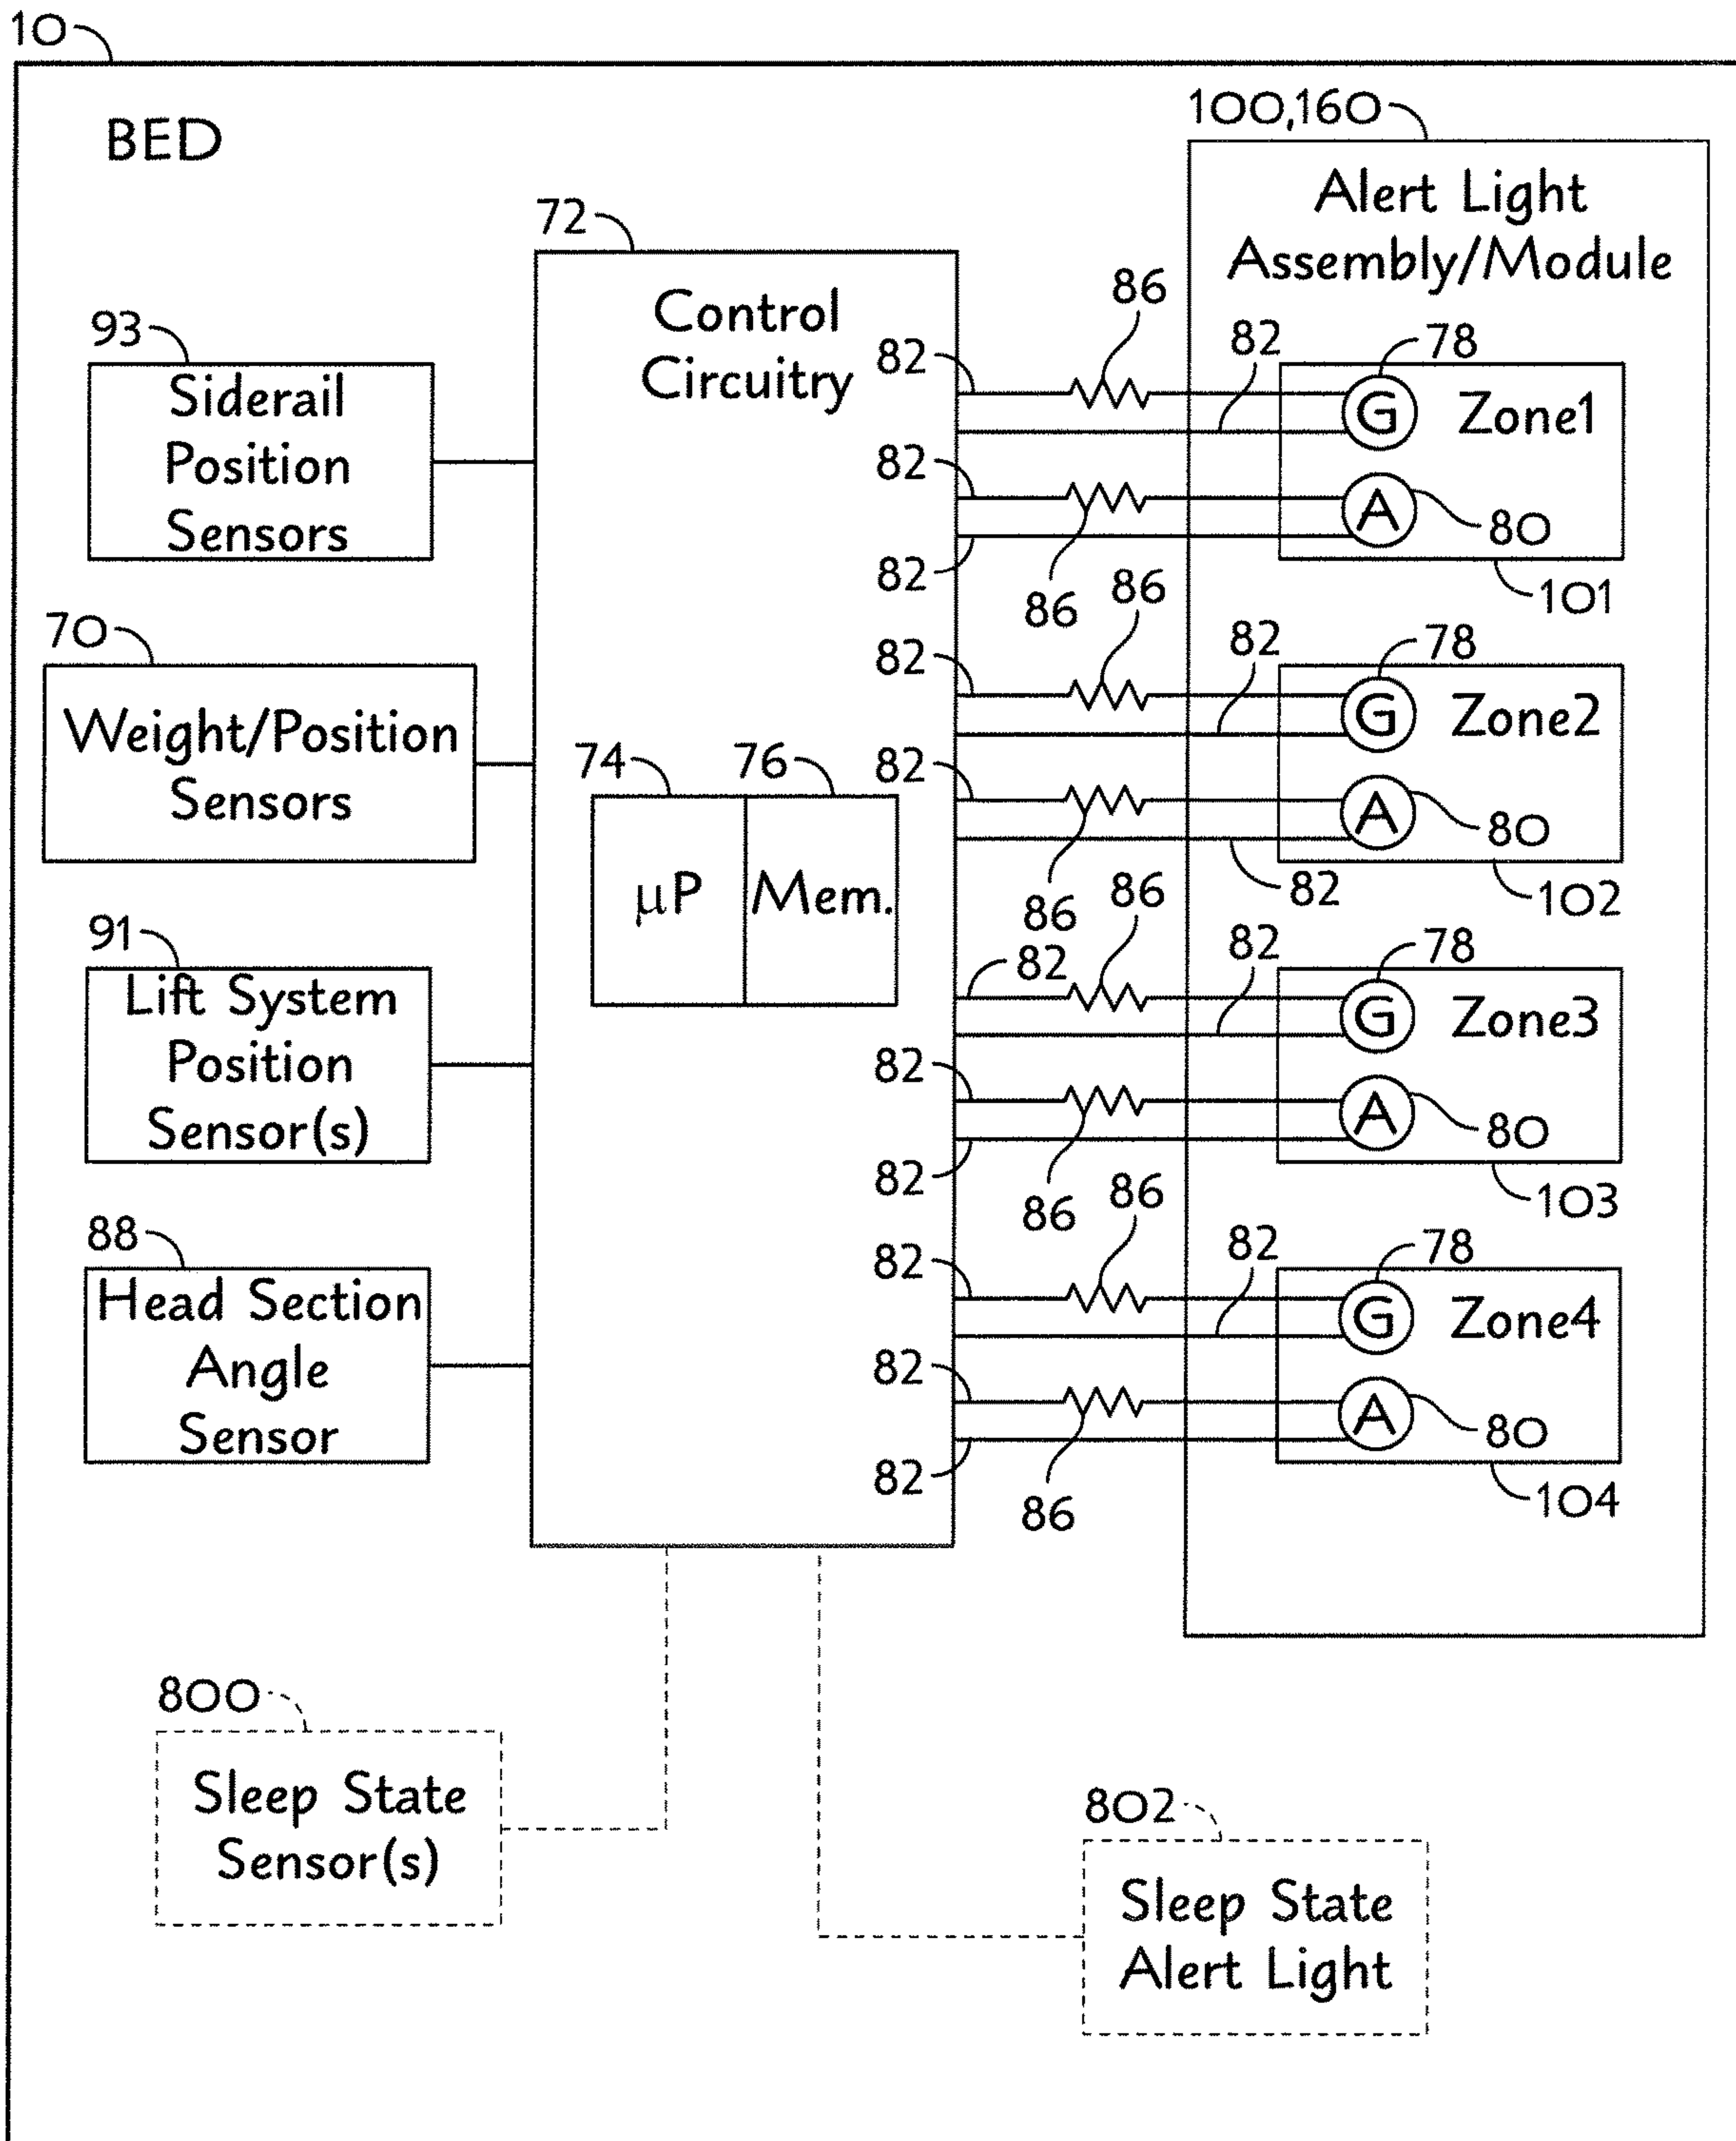 10
BED
100,160
Alert Light
Assembly/Module
72
Control
Circuitry
93
Siderail
Position
Sensors
70
Weight/Position
Sensors
91
Lift System
Position
Sensor(s)
88
Head Section
Angle
Sensor
74
76
µP
Mem.
82
86
82
78
G
Zone1
82
86
A
80
82
101
82
86
82
78
G
Zone2
82
86
A
80
82
102
82
86
82
78
G
Zone3
82
86
A
80
82
103
82
86
82
78
G
Zone4
82
86
A
80
82
104
800
Sleep State
Sensor(s)
802
Sleep State
Alert Light